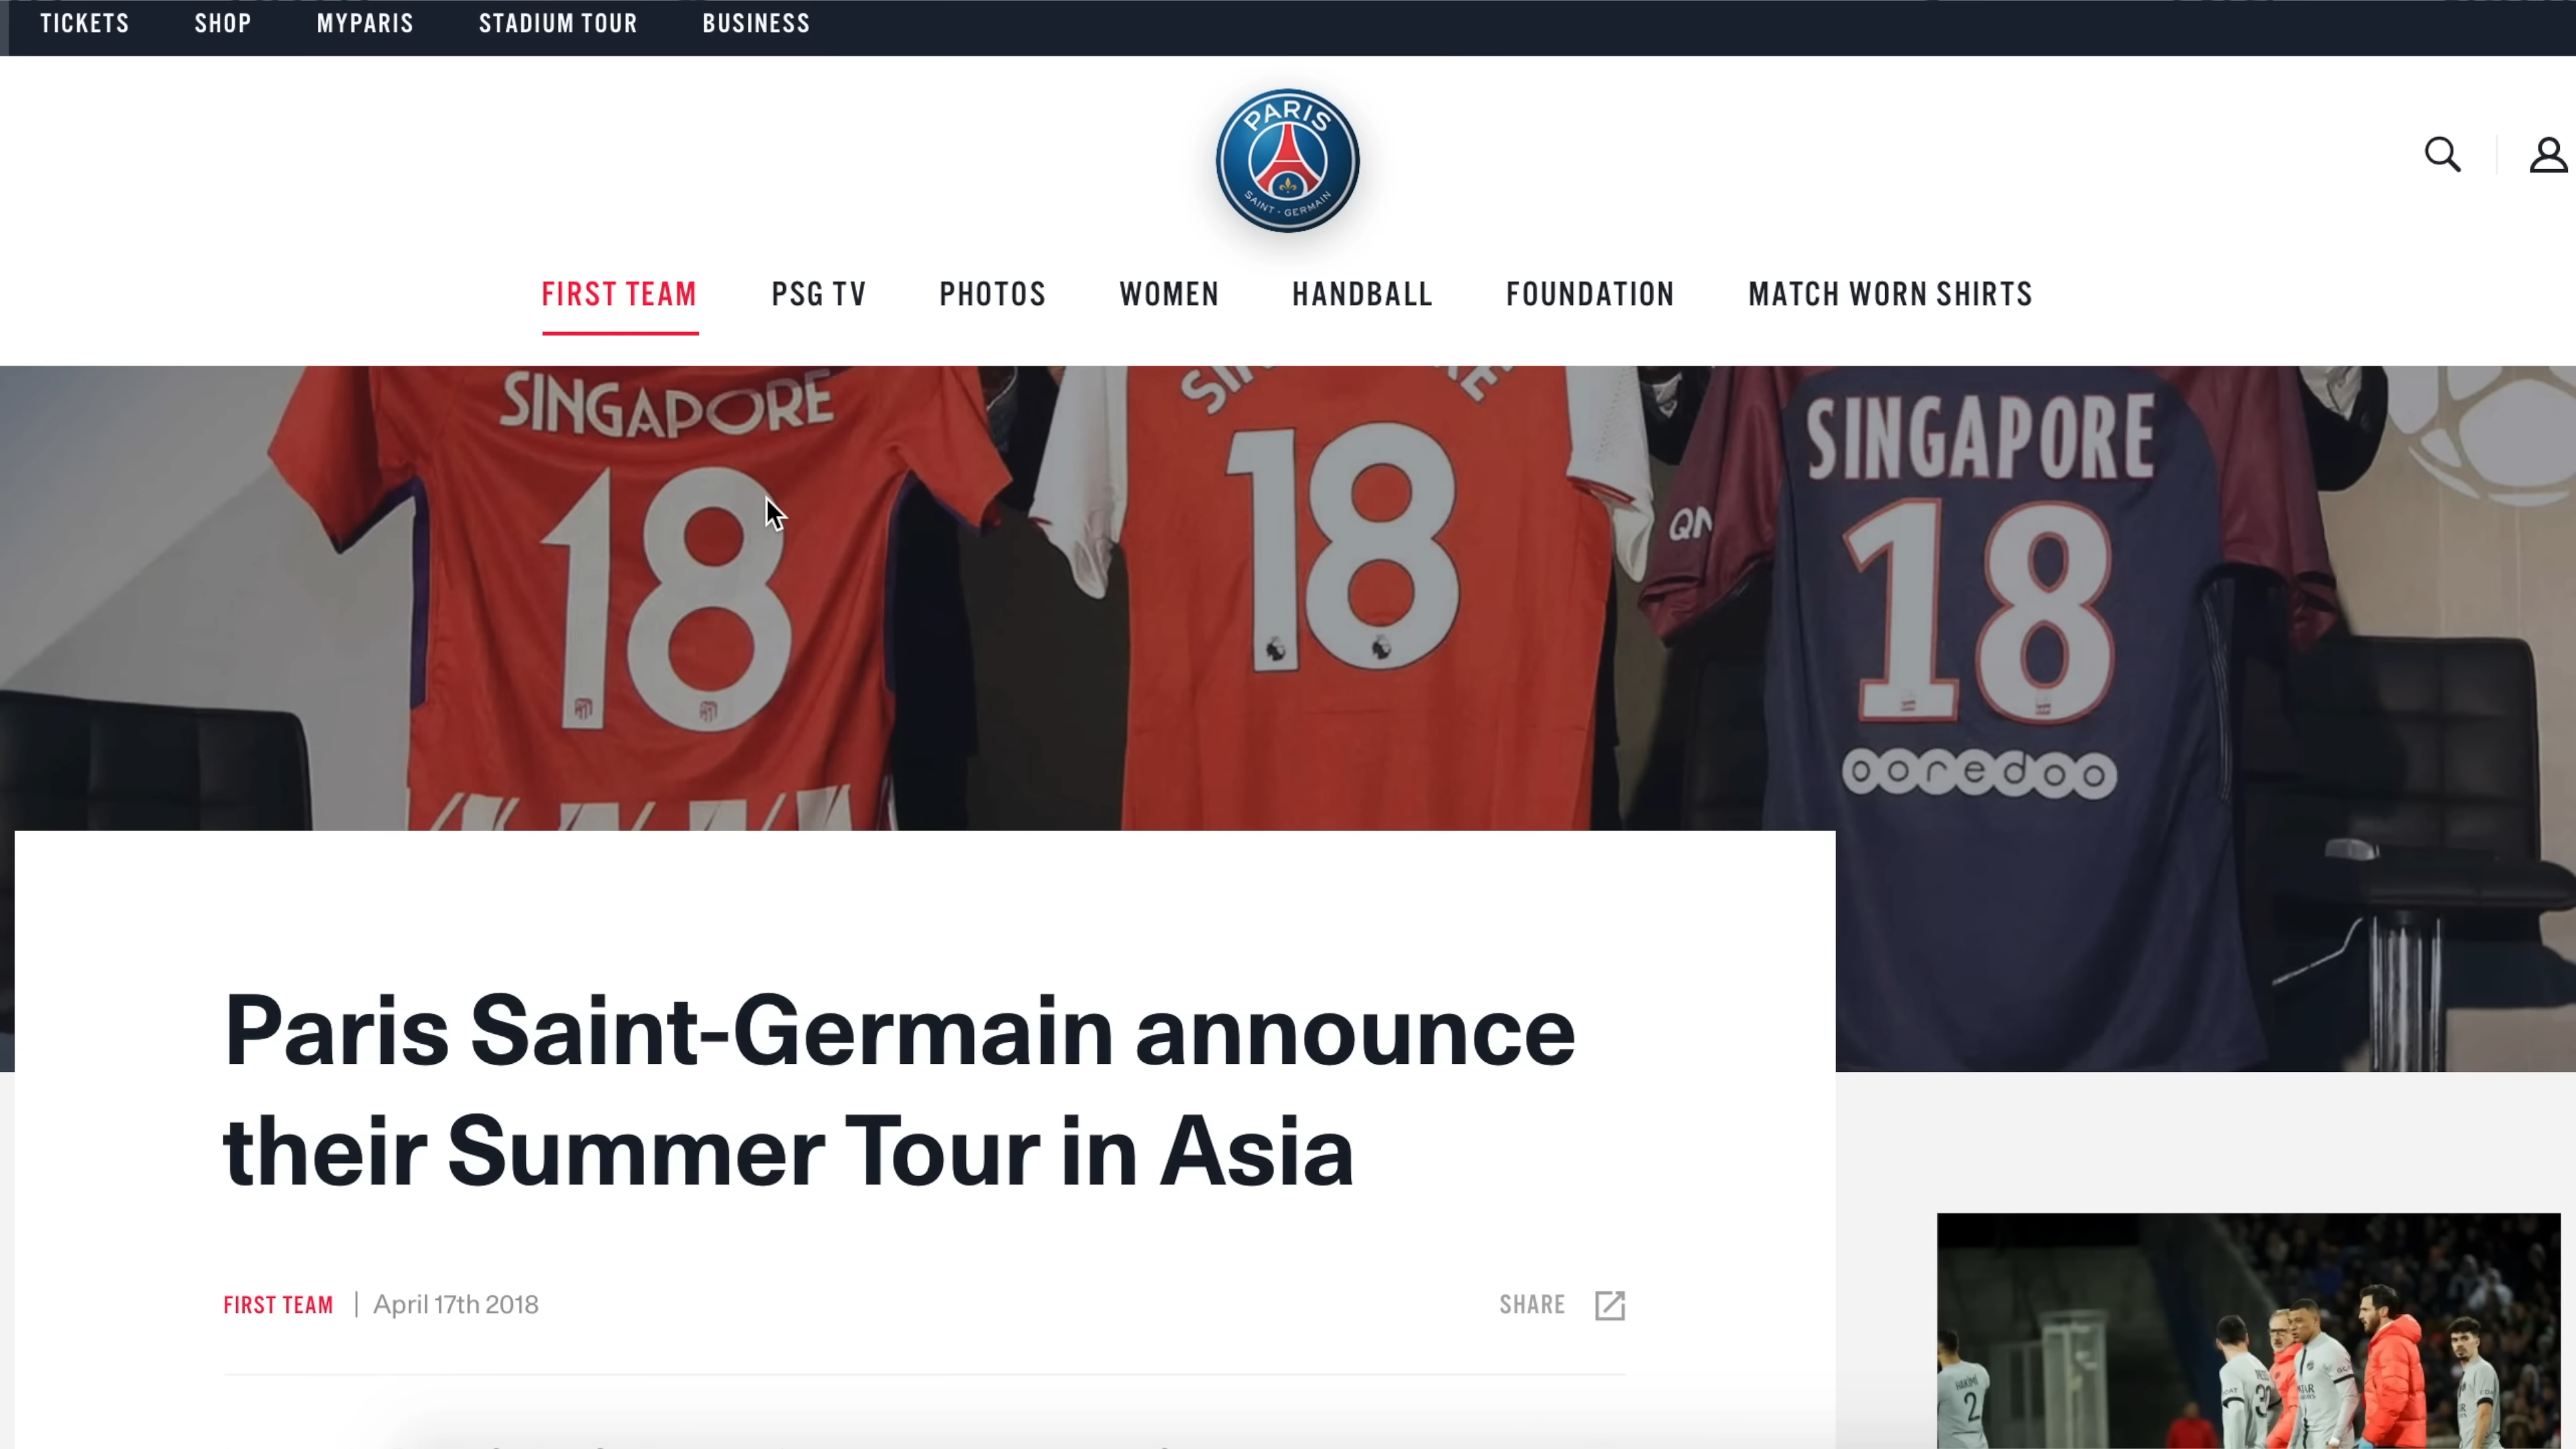 TICKETS SHOP MYPARIS STADIUM TOUR BUSINESS
PARIS
SAINT - GERMAIN
FIRST TEAM PSG TV PHOTOS WOMEN HANDBALL FOUNDATION MATCH WORN SHIRTS
SINGAPORE
18
18
SINGAPORE
18
ooredoo
Paris Saint-Germain announce
their Summer Tour in Asia
FIRST TEAM | April 17th 2018
SHARE
2